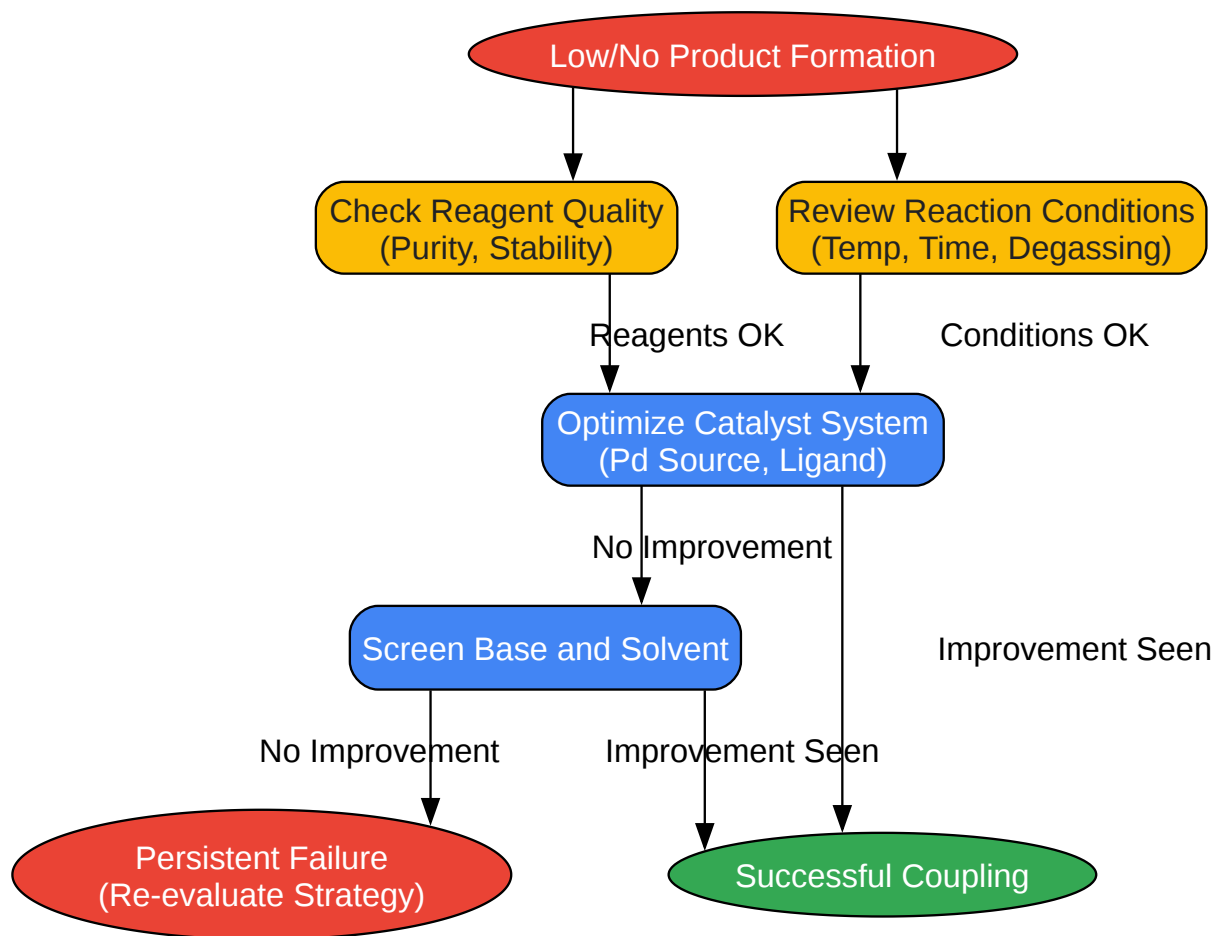 Low/No Product Formation
Check Reagent Quality
(Purity, Stability)
Review Reaction Conditions
(Temp, Time, Degassing)
Reagents OK
Conditions OK
Optimize Catalyst System
(Pd Source, Ligand)
No Improvement
Screen Base and Solvent
Improvement Seen
No Improvement
Improvement Seen
Persistent Failure
(Re-evaluate Strategy)
Successful Coupling